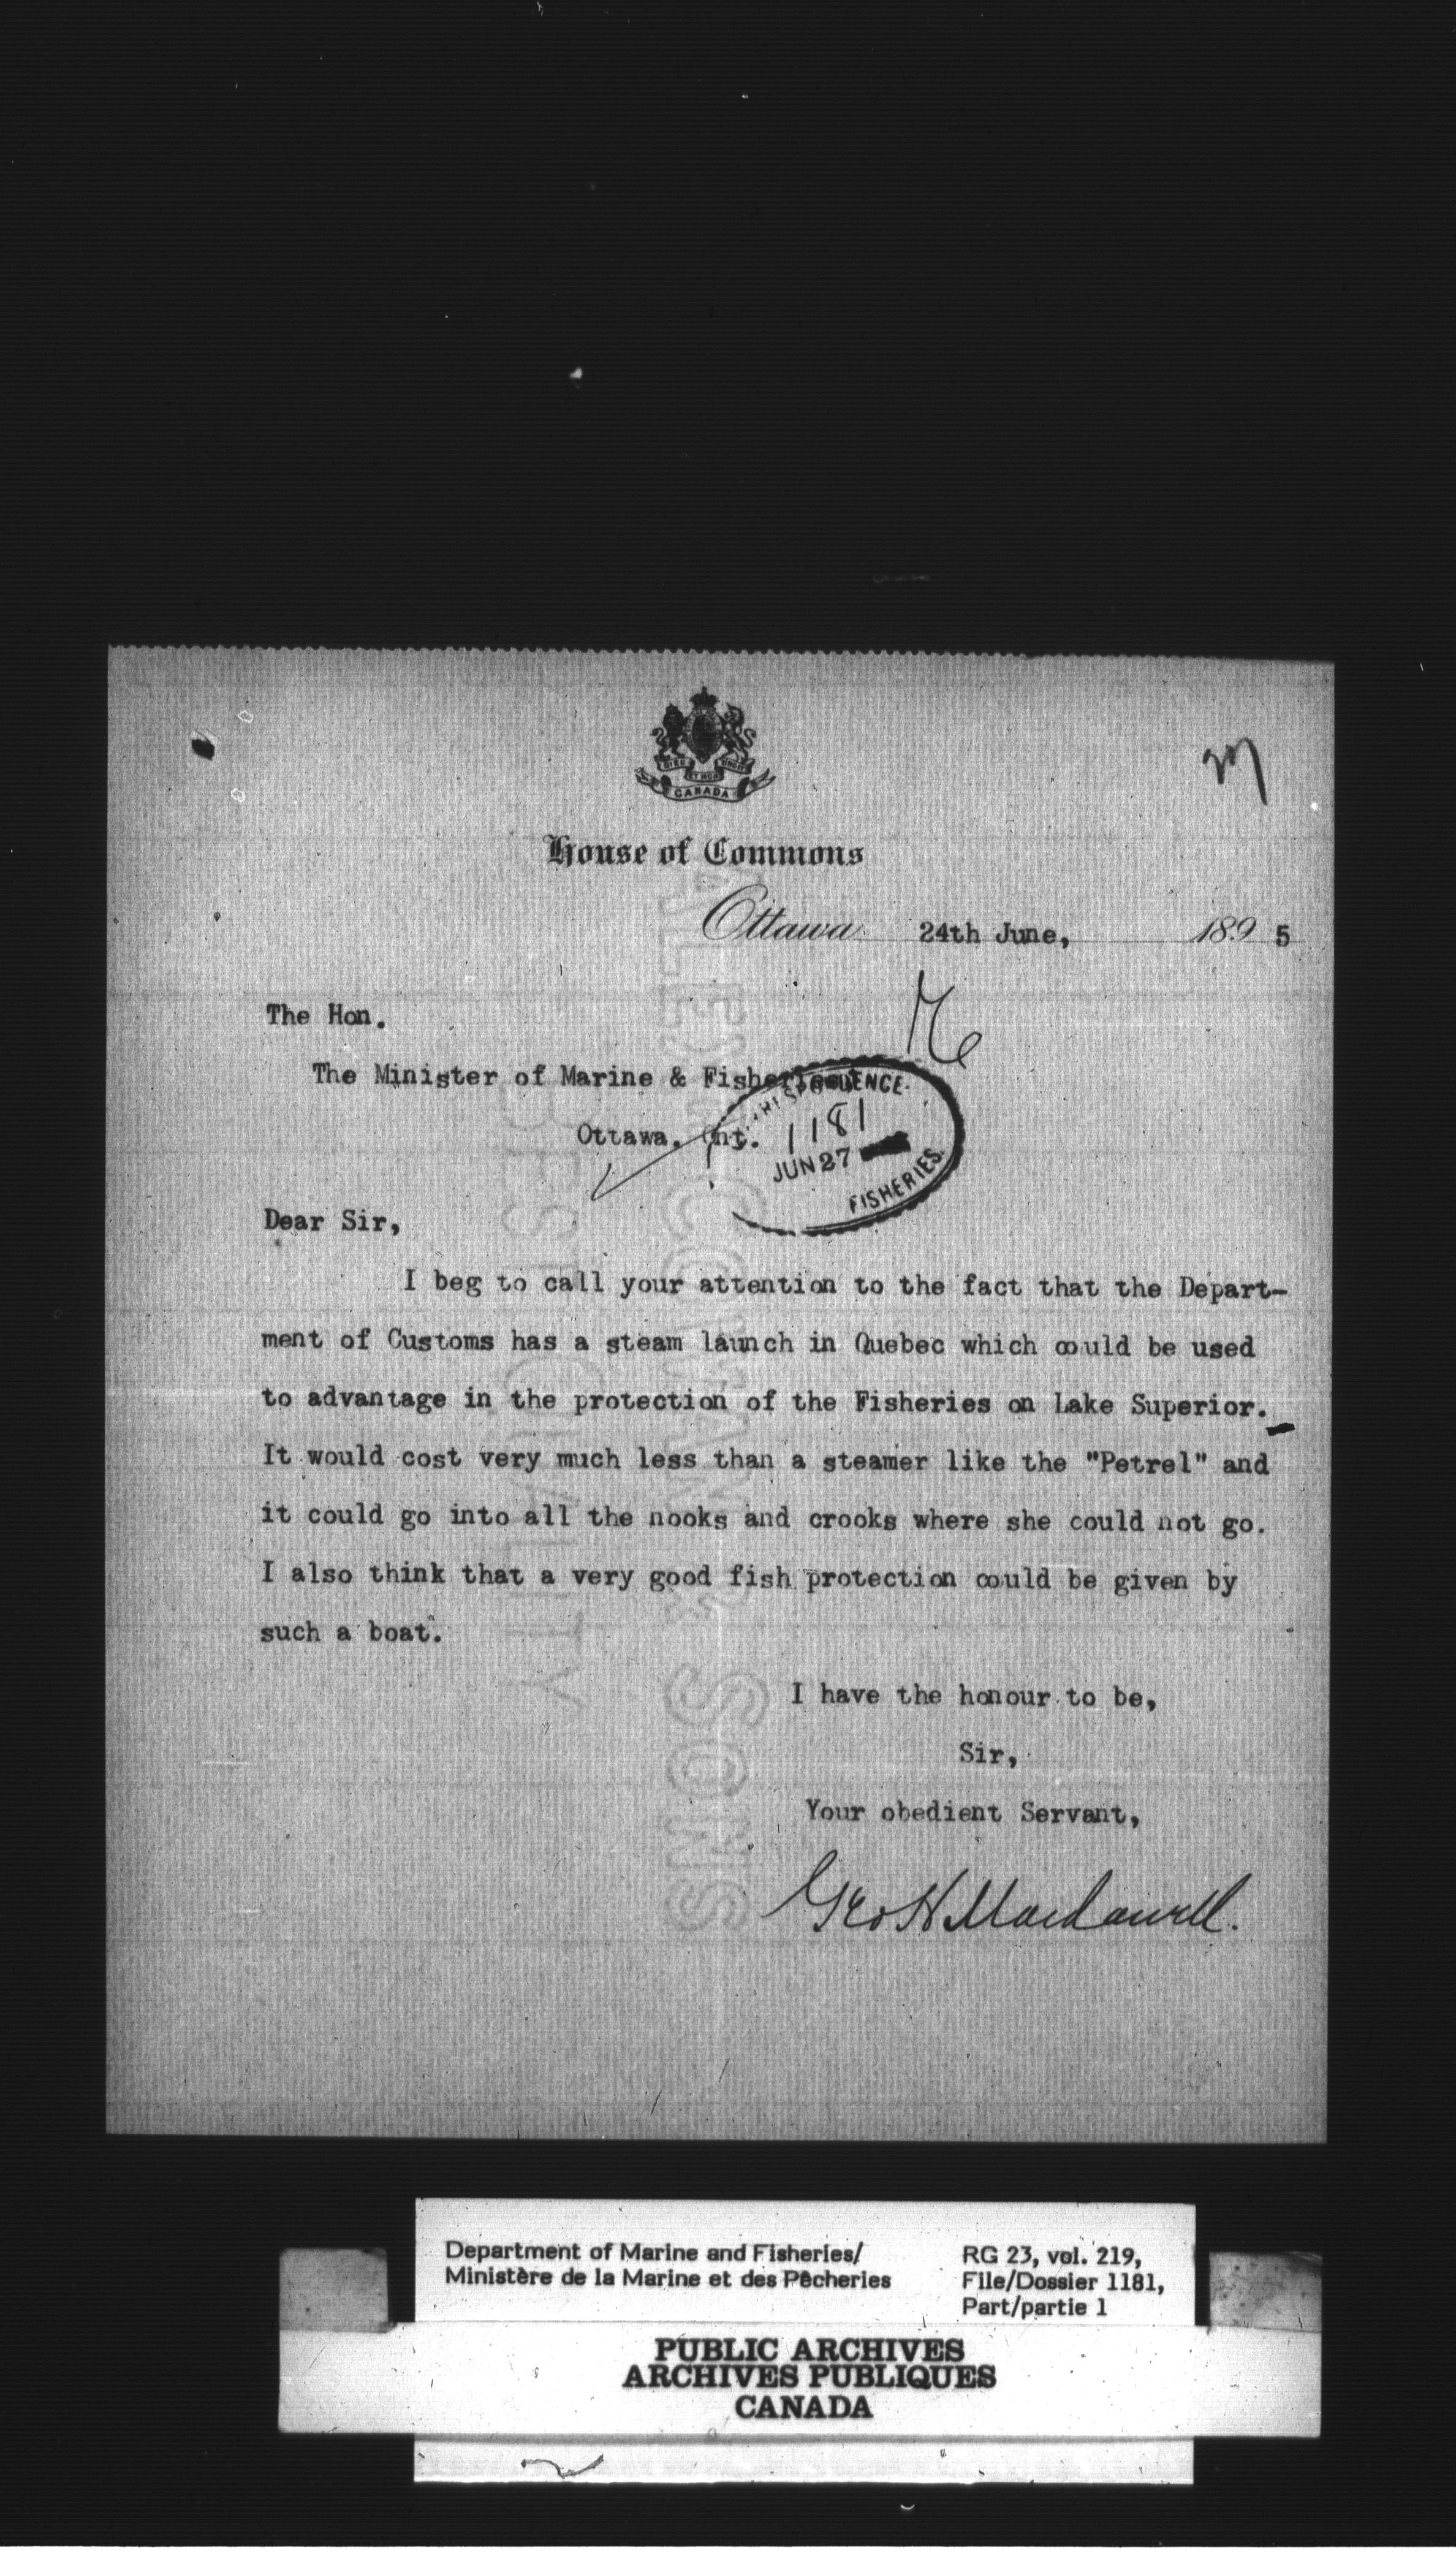 DIEU ET MON DROIT
CANADA
House of Commons
Ottawa 24th June, 1895
The Hon.
The Minister of Marine & Fisheries,
Ottawa, Ont.
CORRESPONDENCE.
1181
JUN 27
FISHERIES.
Dear Sir,
I beg to call your attention to the fact that the Depart-
ment of Customs has a steam launch in Quebec which could be used
to advantage in the protection of the Fisheries on Lake Superior.
It would cost very much less than a steamer like the "Petrel" and
it could go into all the nooks and crooks where she could not go.
I also think that a very good fish protection could be given by
such a boat.
I have the honour to be,
Sir,
Your obedient Servant,
Geo H Macdowell.
Department of Marine and Fisheries/
Ministère de la Marine et des Pêcheries
RG 23, vol. 219,
File/Dossier 1181,
Part/partie 1
PUBLIC ARCHIVES
ARCHIVES PUBLIQUES
CANADA